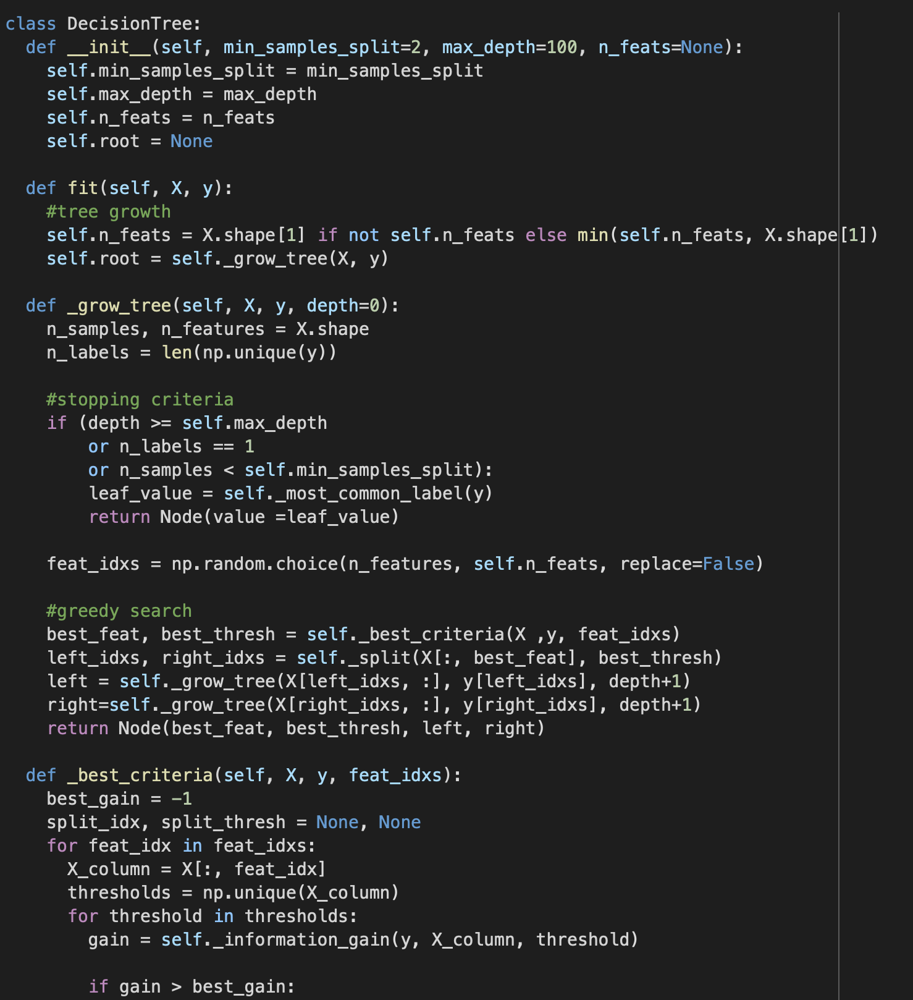 class DecisionTree:
  def __init__(self, min_samples_split=2, max_depth=100, n_feats=None):
    self.min_samples_split = min_samples_split
    self.max_depth = max_depth
    self.n_feats = n_feats
    self.root = None

  def fit(self, X, y):
    #tree growth
    self.n_feats = X.shape[1] if not self.n_feats else min(self.n_feats, X.shape[1])
    self.root = self._grow_tree(X, y)

  def _grow_tree(self, X, y, depth=0):
    n_samples, n_features = X.shape
    n_labels = len(np.unique(y))

    #stopping criteria
    if (depth >= self.max_depth
        or n_labels == 1
        or n_samples < self.min_samples_split):
        leaf_value = self._most_common_label(y)
        return Node(value =leaf_value)

    feat_idxs = np.random.choice(n_features, self.n_feats, replace=False)

    #greedy search
    best_feat, best_thresh = self._best_criteria(X ,y, feat_idxs)
    left_idxs, right_idxs = self._split(X[:, best_feat], best_thresh)
    left = self._grow_tree(X[left_idxs, :], y[left_idxs], depth+1)
    right=self._grow_tree(X[right_idxs, :], y[right_idxs], depth+1)
    return Node(best_feat, best_thresh, left, right)

  def _best_criteria(self, X, y, feat_idxs):
    best_gain = -1
    split_idx, split_thresh = None, None
    for feat_idx in feat_idxs:
      X_column = X[:, feat_idx]
      thresholds = np.unique(X_column)
      for threshold in thresholds:
        gain = self._information_gain(y, X_column, threshold)

        if gain > best_gain: